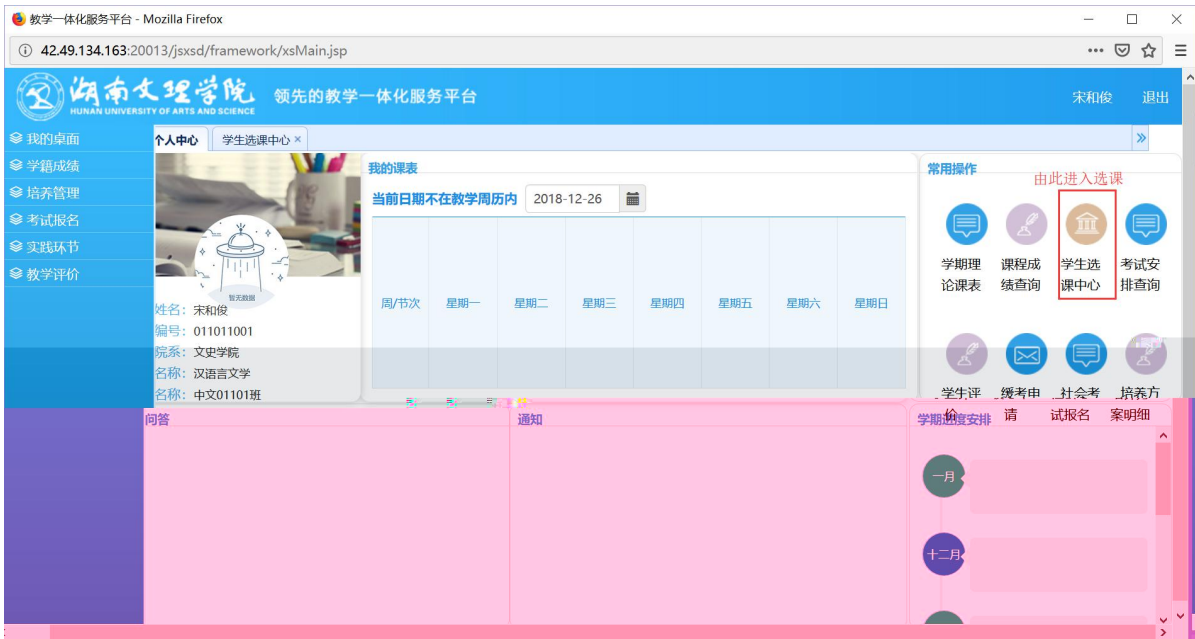 教学一体化服务平台 - Mozilla Firefox
42.49.134.163:20013/jsxsd/framework/xsMain.jsp
湖南文理学院
HUNAN UNIVERSITY OF ARTS AND SCIENCE
领先的教学一体化服务平台
宋和俊 退出
我的桌面
学籍成绩
培养管理
考试报名
实践环节
教学评价
个人中心 学生选课中心
暂无数据
姓名：宋和俊
编号：011011001
院系：文史学院
名称：汉语言文学
名称：中文01101班
我的课表
当前日期不在教学周历内 2018-12-26
周/节次 星期一 星期二 星期三 星期四 星期五 星期六 星期日
常用操作
由此进入选课
学期理论课表
课程成绩查询
学生选课中心
考试安排查询
学生评价
缓考申请
社会考试报名
培养方案明细
问答
通知
学期进度安排
一月
十二月